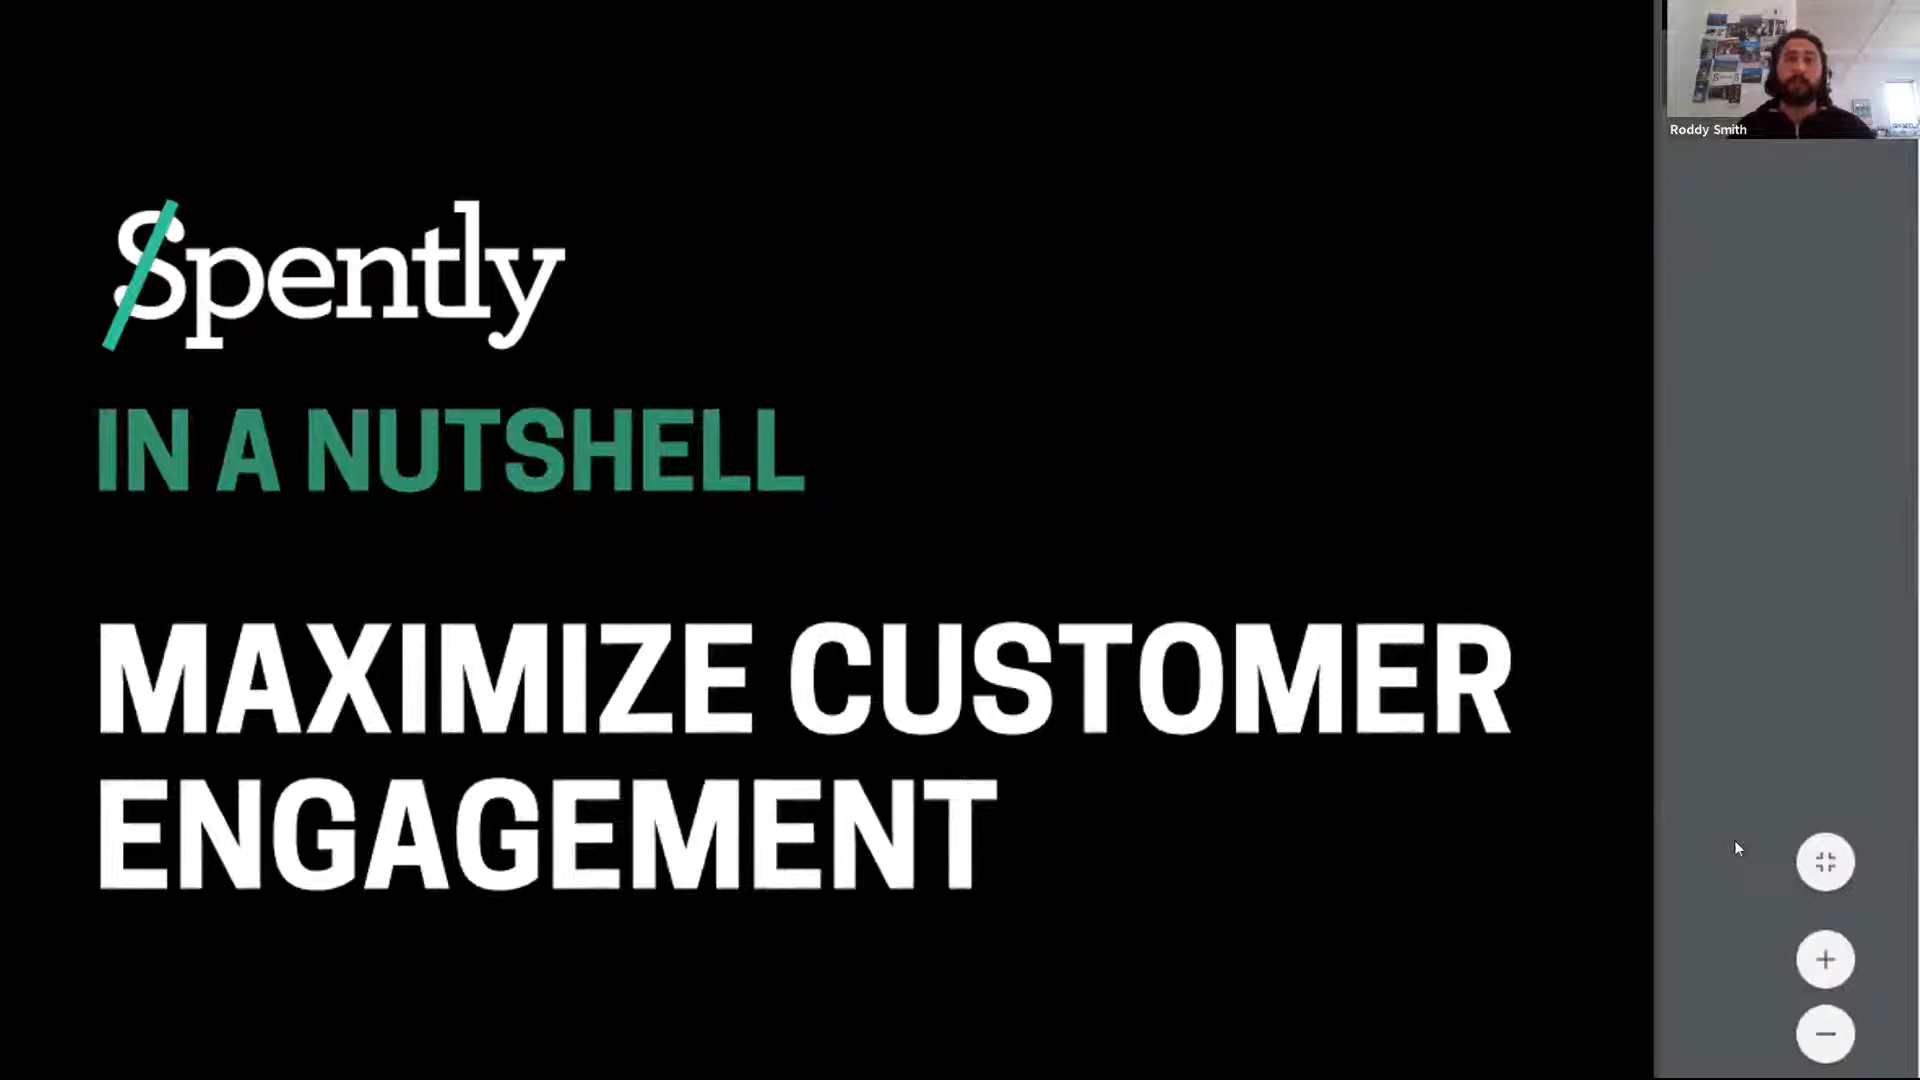 Spently
IN A NUTSHELL
MAXIMIZE CUSTOMER
ENGAGEMENT
Roddy Smith